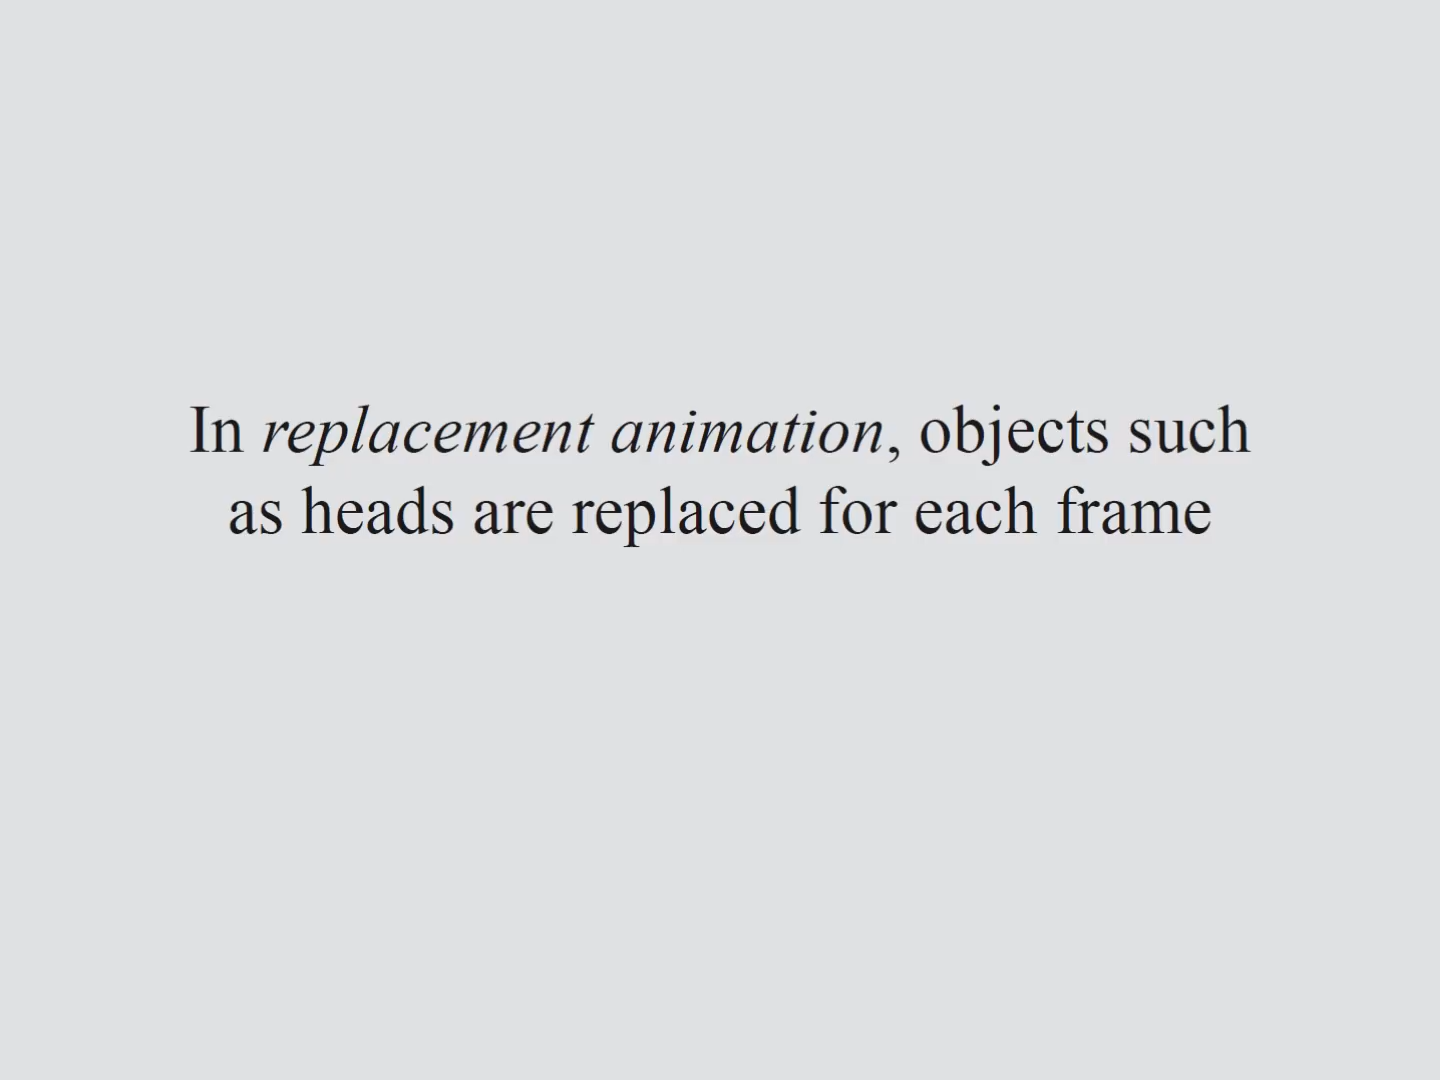 In replacement animation, objects such
as heads are replaced for each frame